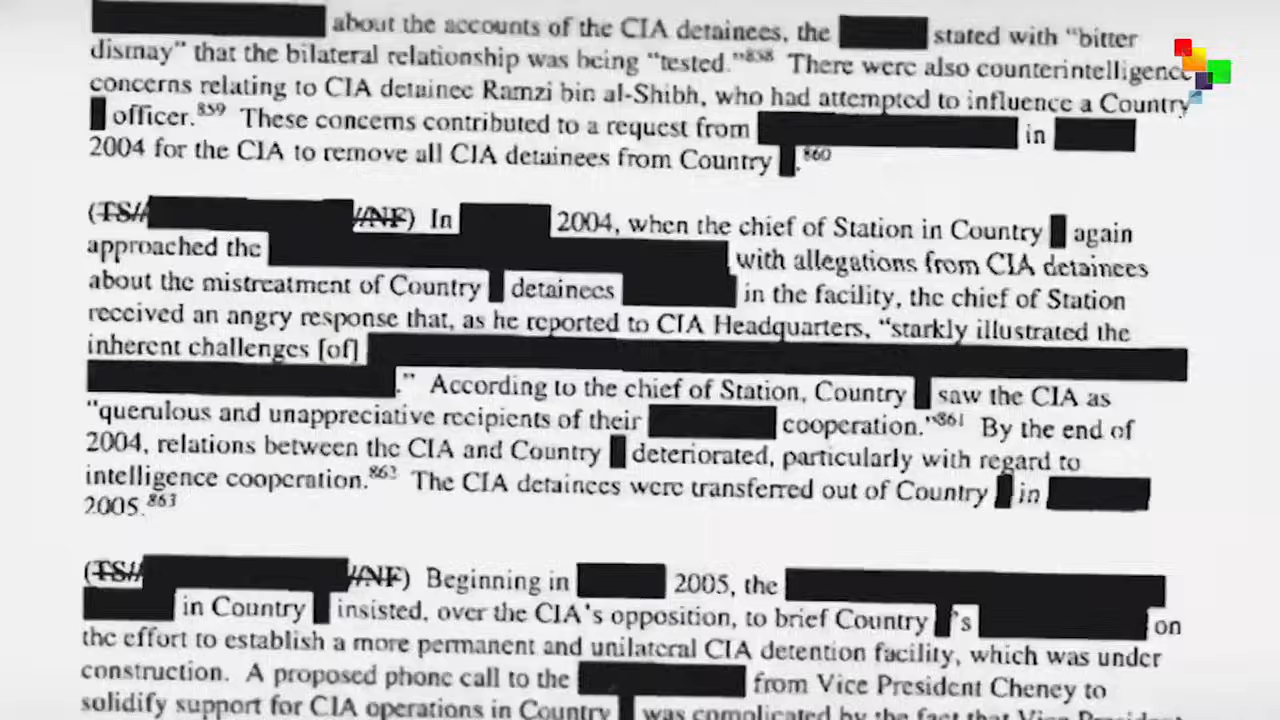 about the accounts of the CIA detainees, the stated with "bitter
dismay" that the bilateral relationship was being "tested."858 There were also counterintelligence
concerns relating to CIA detainee Ramzi bin al-Shibh, who had attempted to influence a Country
officer.859 These concerns contributed to a request from in
2004 for the CIA to remove all CIA detainees from Country .860
(TS// //NF) In 2004, when the chief of Station in Country again
approached the with allegations from CIA detainees
about the mistreatment of Country detainees in the facility, the chief of Station
received an angry response that, as he reported to CIA Headquarters, "starkly illustrated the
inherent challenges [of]
." According to the chief of Station, Country saw the CIA as
"querulous and unappreciative recipients of their cooperation."861 By the end of
2004, relations between the CIA and Country deteriorated, particularly with regard to
intelligence cooperation.862 The CIA detainees were transferred out of Country in
2005.863
(TS// //NF) Beginning in 2005, the
in Country insisted, over the CIA's opposition, to brief Country 's on
the effort to establish a more permanent and unilateral CIA detention facility, which was under
construction. A proposed phone call to the from Vice President Cheney to
solidify support for CIA operations in Country was complicated by the fact that Vice President